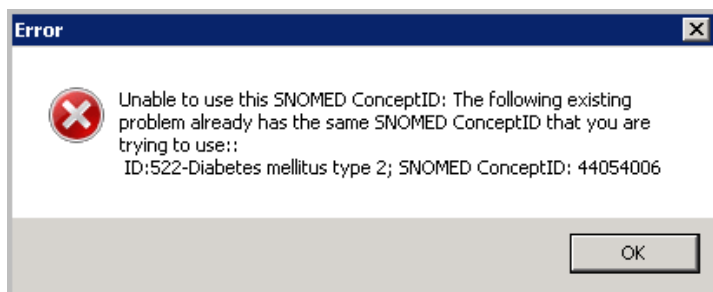 Error
Unable to use this SNOMED ConceptID: The following existing
problem already has the same SNOMED ConceptID that you are
trying to use::
ID:522-Diabetes mellitus type 2; SNOMED ConceptID: 44054006
OK